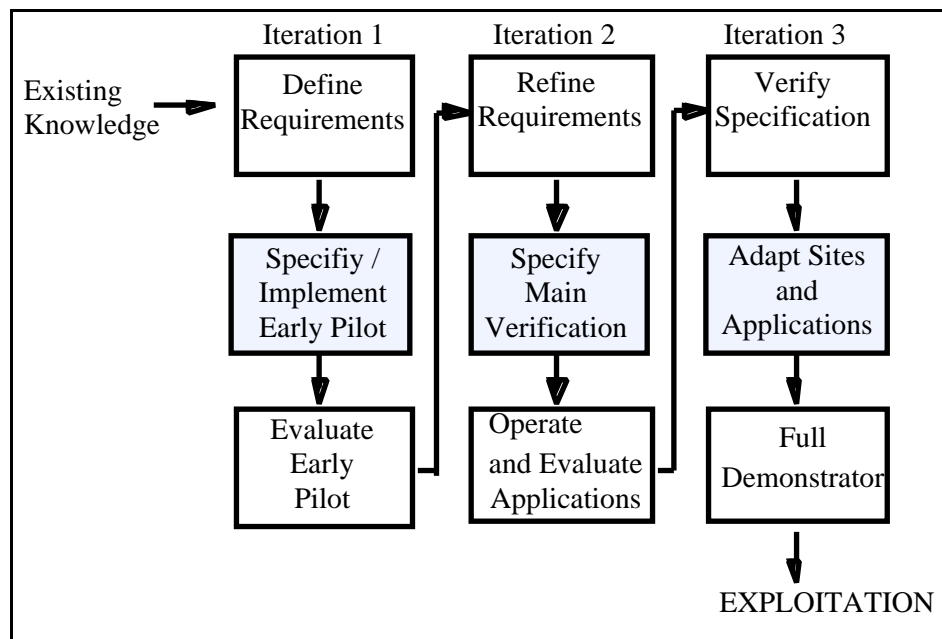 Iteration 1
Iteration 2
Iteration 3
Existing
Knowledge
Define
Requirements
Specifiy /
Implement
Early Pilot
Evaluate
Early
Pilot
Refine
Requirements
Specify
Main
Verification
Operate
and Evaluate
Applications
Verify
Specification
Adapt Sites
and
Applications
Full
Demonstrator
EXPLOITATION